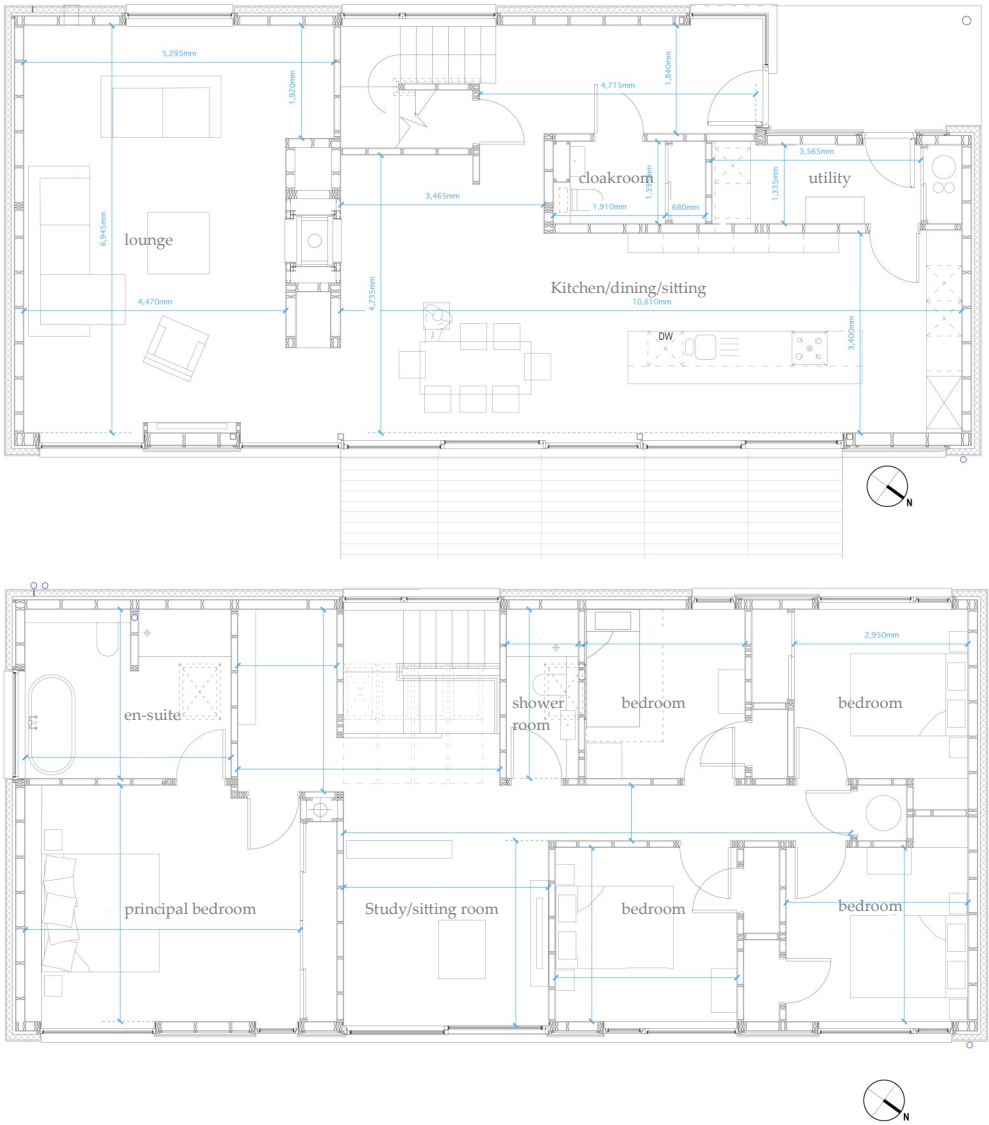 5,295mm
1,920mm
1,840mm
4,715mm
cloakroom
1,910mm
680mm
3,565mm
1,335mm
utility
3,465mm
lounge
6,945mm
4,470mm
4,735mm
Kitchen/dining/sitting
10,610mm
3,400mm
DW
N
en-suite
shower
room
bedroom
2,950mm
bedroom
principal bedroom
Study/sitting room
bedroom
bedroom
N